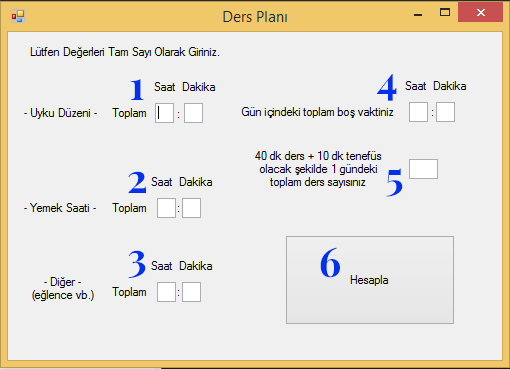 Ders Planı
Lütfen Değerleri Tam Sayı Olarak Giriniz.
1 Saat Dakika
- Uyku Düzeni - Toplam :
2 Saat Dakika
- Yemek Saati - Toplam :
3 Saat Dakika
- Diğer -
(eğlence vb.) Toplam :
4 Saat Dakika
Gün içindeki toplam boş vaktiniz :
40 dk ders + 10 dk tenefüs
olacak şekilde 1 gündeki
toplam ders sayısınız 5
6 Hesapla